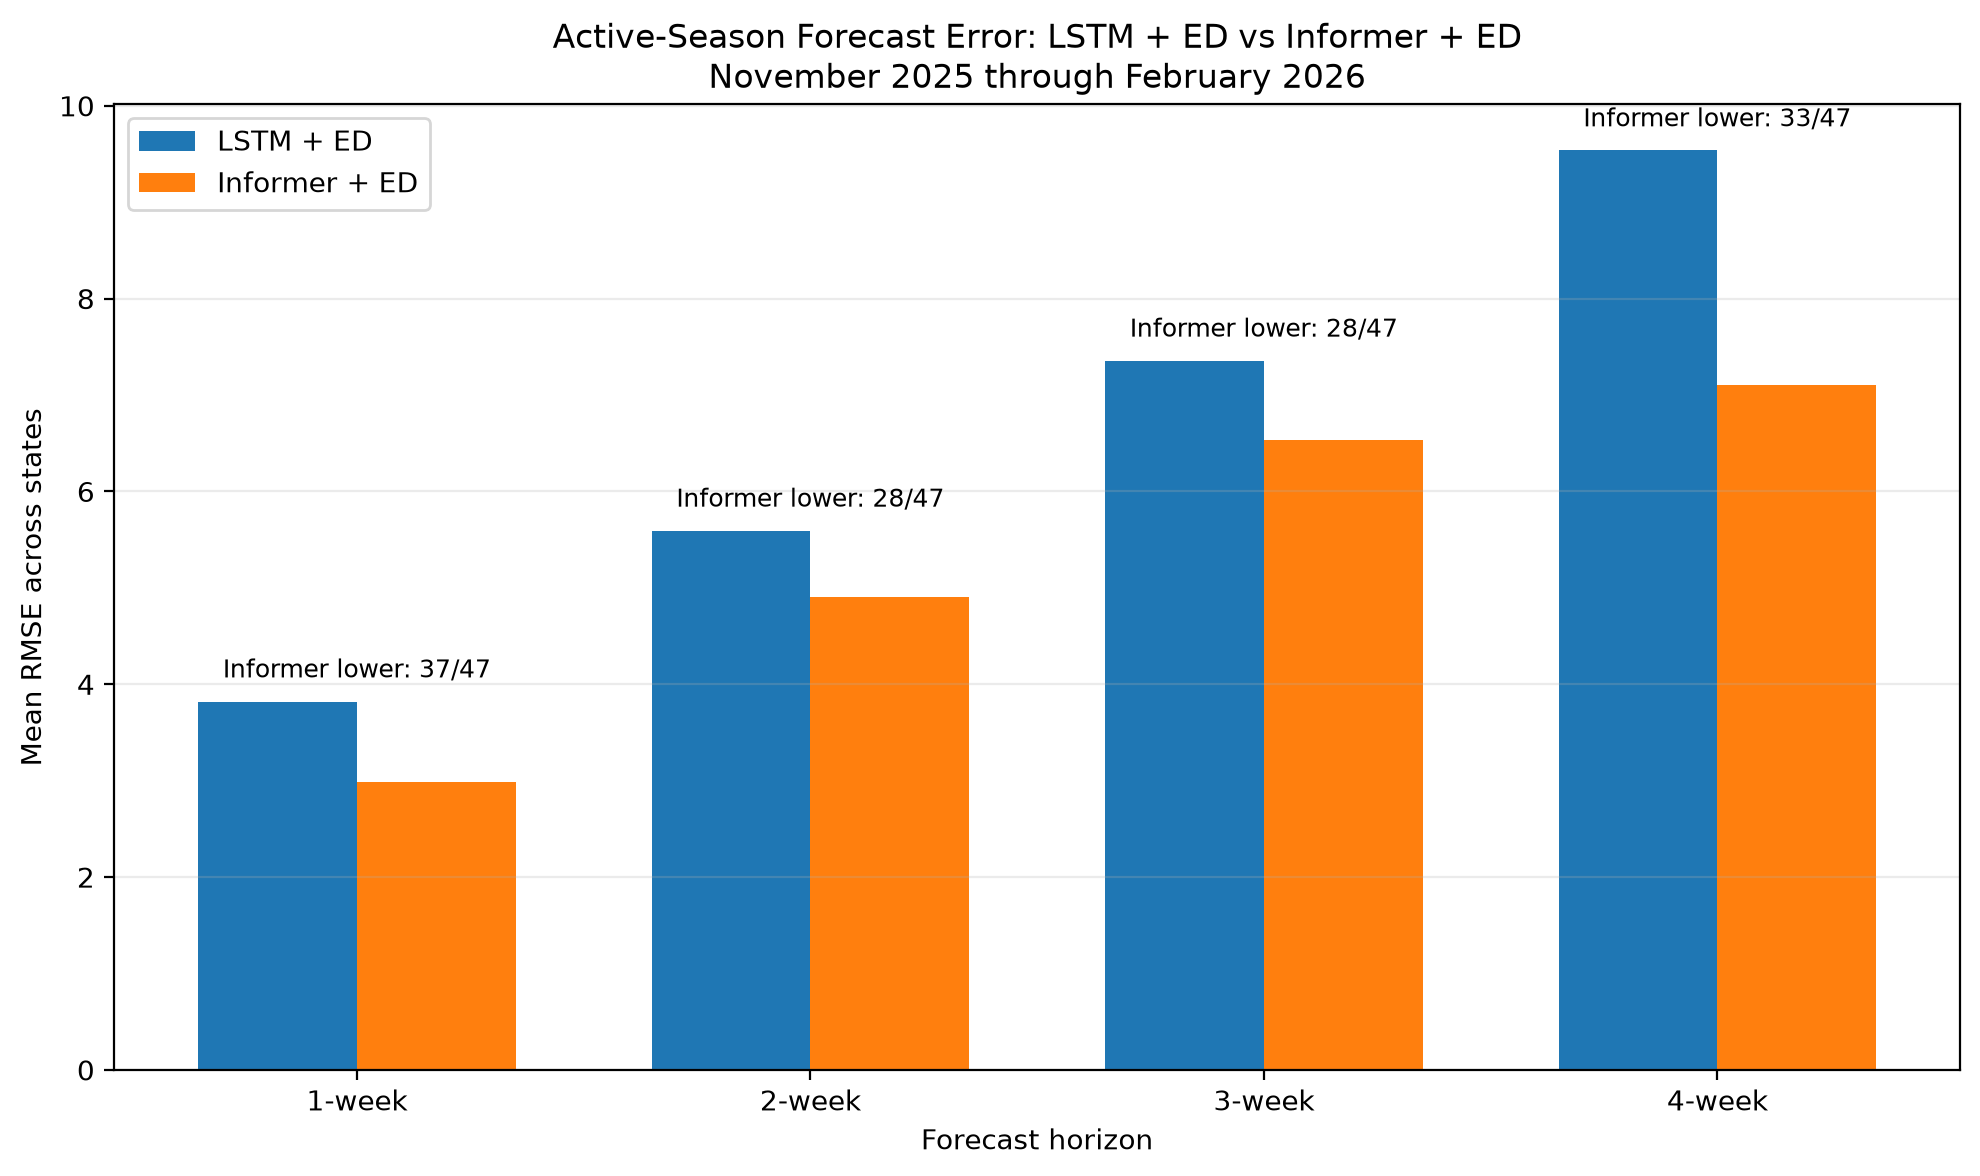 Active-Season Forecast Error: LSTM + ED vs Informer + ED
November 2025 through February 2026
LSTM + ED
Informer + ED
Mean RMSE across states
10
8
6
4
2
0
Informer lower: 37/47
Informer lower: 28/47
Informer lower: 28/47
Informer lower: 33/47
1-week
2-week
3-week
4-week
Forecast horizon